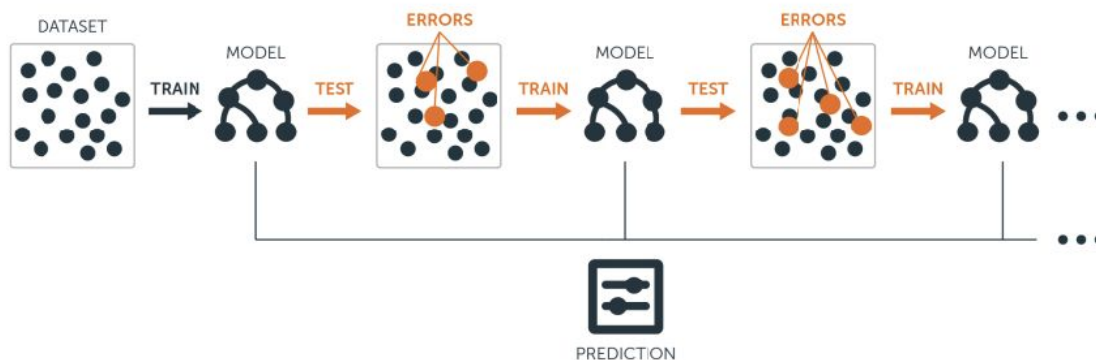 DATASET
MODEL
ERRORS
MODEL
ERRORS
MODEL
TRAIN
TEST
TRAIN
TEST
TRAIN
PREDICTION